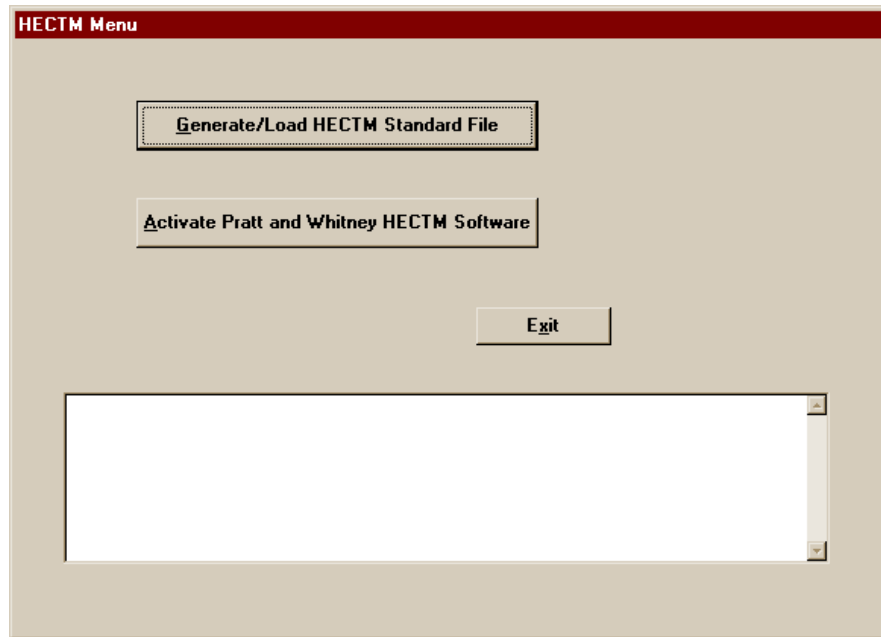 HECTM Menu
Generate/Load HECTM Standard File
Activate Pratt and Whitney HECTM Software
Exit